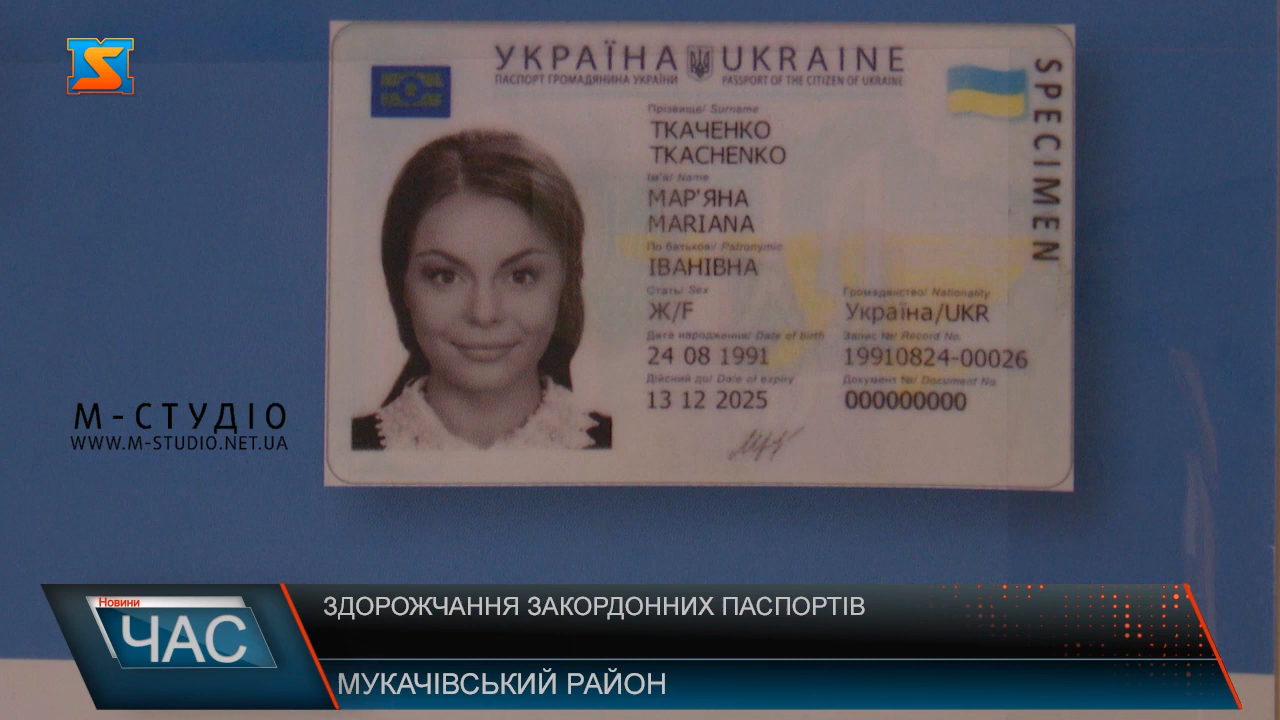 УКРАЇНА UKRAINE
ПАСПОРТ ГРОМАДЯНИНА УКРАЇНИ PASSPORT OF THE CITIZEN OF UKRAINE
SPECIMEN
Прізвище/ Surname
ТКАЧЕНКО
TKACHENKO
Ім'я/ Name
МАР'ЯНА
MARIANA
По батькові/ Patronymic
ІВАНІВНА
Стать/ Sex
Ж/F
Громадянство/ Nationality
Україна/UKR
Дата народження/ Date of birth
24 08 1991
Запис №/ Record No.
19910824-00026
Дійсний до/ Date of expiry
13 12 2025
Документ №/ Document No.
000000000
М-СТУДІО
WWW.M-STUDIO.NET.UA
Новини
ЧАС
ЗДОРОЖЧАННЯ ЗАКОРДОННИХ ПАСПОРТІВ
МУКАЧІВСЬКИЙ РАЙОН